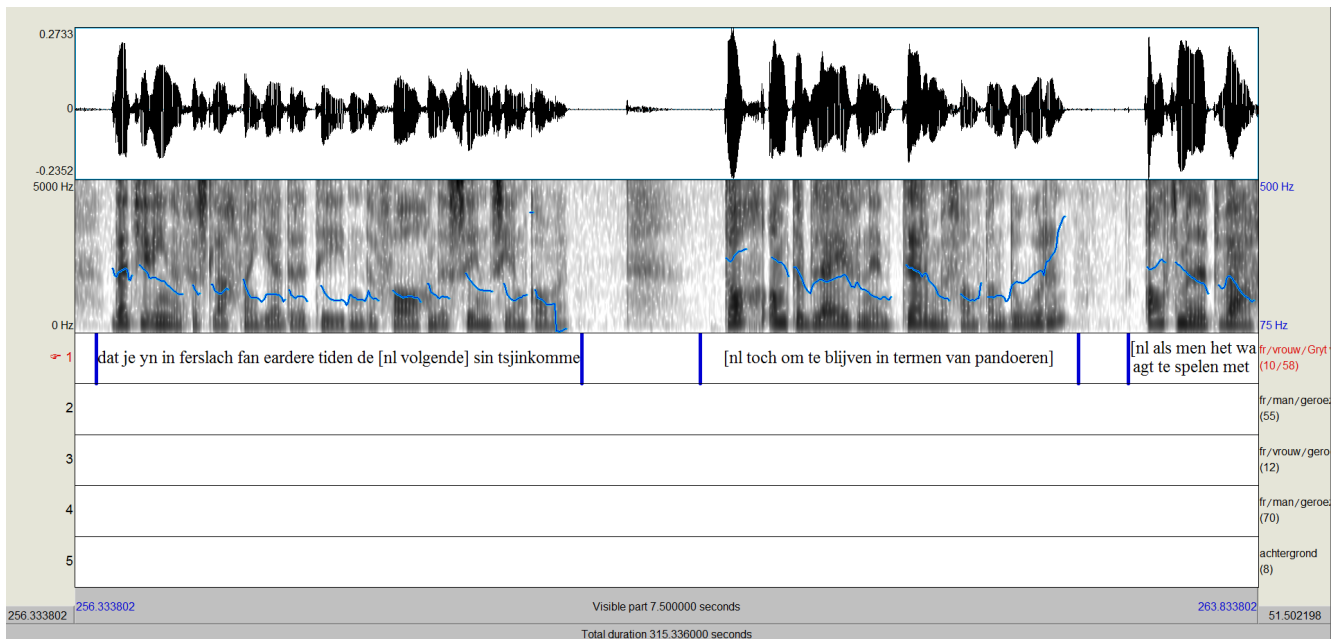 0.2733
0
-0.2352
5000 Hz
500 Hz
0 Hz
75 Hz
1
dat je yn in ferslach fan eardere tiden de [nl volgende] sin tsjinkomme
[nl toch om te blijven in termen van pandoeren]
[nl als men het wa
agt te spelen met
fr/vrouw/Gryt
(10/58)
2
fr/man/geroez
(55)
3
fr/vrouw/gero
(12)
4
fr/man/geroez
(70)
5
achtergrond
(8)
256.333802
Visible part 7.500000 seconds
263.833802
256.333802
51.502198
Total duration 315.336000 seconds